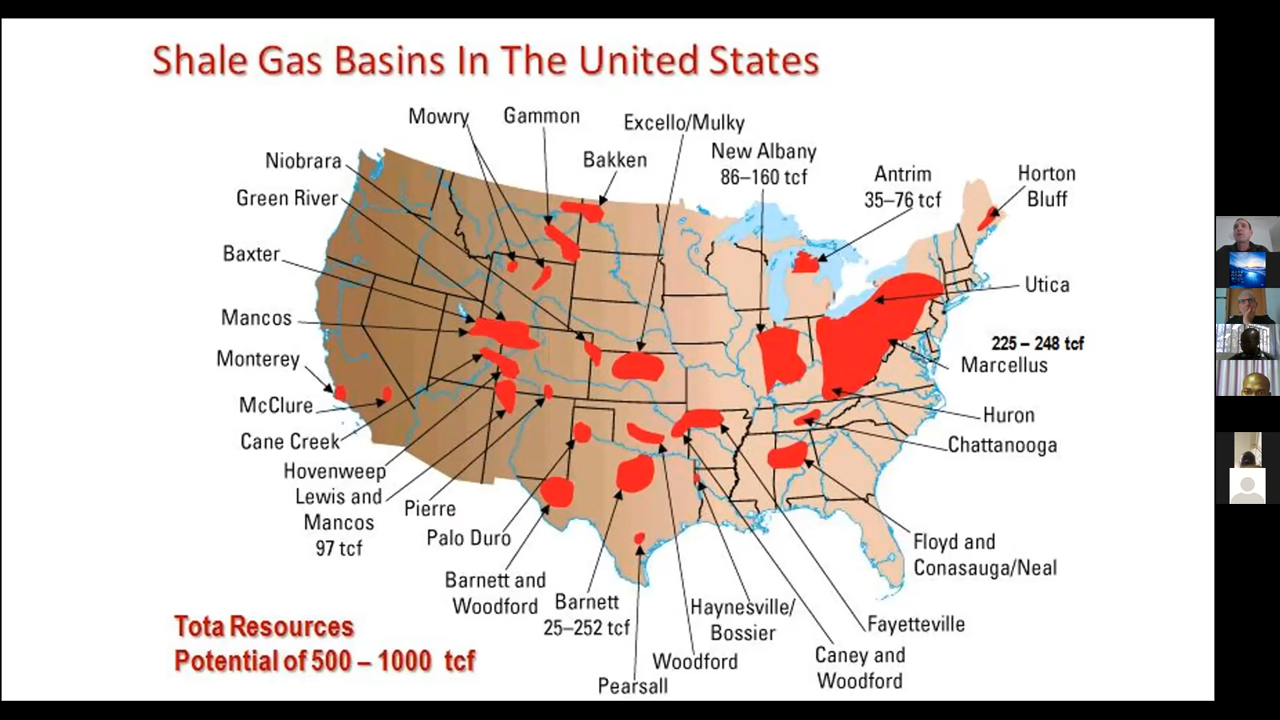 Shale Gas Basins In The United States
Mowry
Gammon
Excello/Mulky
Niobrara
Bakken
New Albany
86–160 tcf
Antrim
35–76 tcf
Horton
Bluff
Green River
Baxter
Utica
Mancos
225 – 248 tcf
Monterey
Marcellus
McClure
Huron
Cane Creek
Chattanooga
Hovenweep
Lewis and
Mancos
97 tcf
Pierre
Palo Duro
Floyd and
Conasauga/Neal
Barnett and
Woodford
Barnett
25–252 tcf
Haynesville/
Bossier
Fayetteville
Woodford
Caney and
Woodford
Pearsall
Tota Resources
Potential of 500 – 1000 tcf